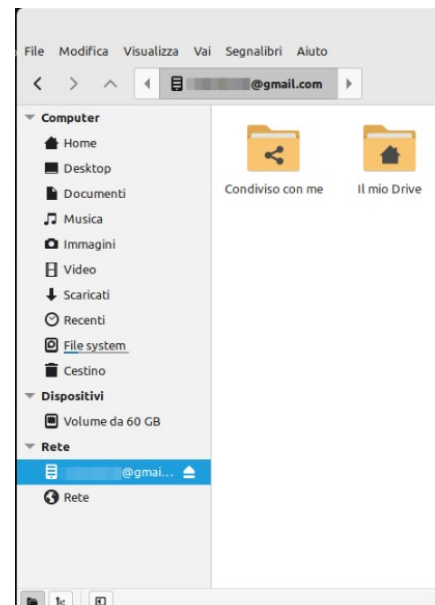 File Modifica Visualizza Vai Segnalibri Aiuto
@gmail.com
Computer
Home
Desktop
Documenti
Musica
Immagini
Video
Scaricati
Recenti
File system
Cestino
Dispositivi
Volume da 60 GB
Rete
@gmai...
Rete
Condiviso con me
Il mio Drive